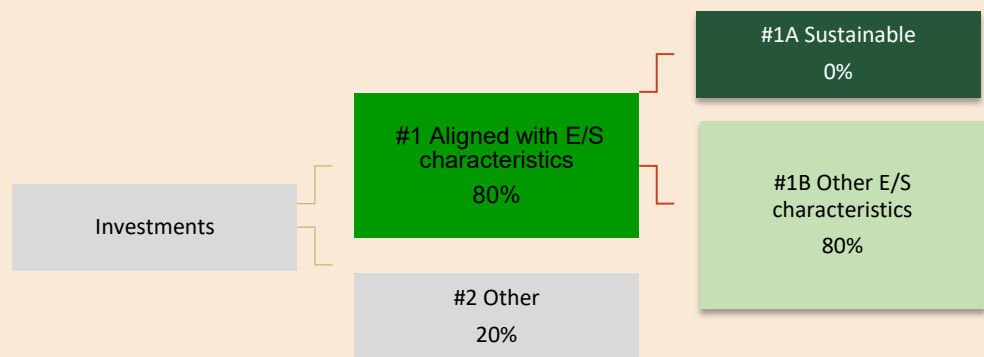 #1A Sustainable
0%
#1 Aligned with E/S
characteristics
80%
#1B Other E/S
characteristics
80%
Investments
#2 Other
20%